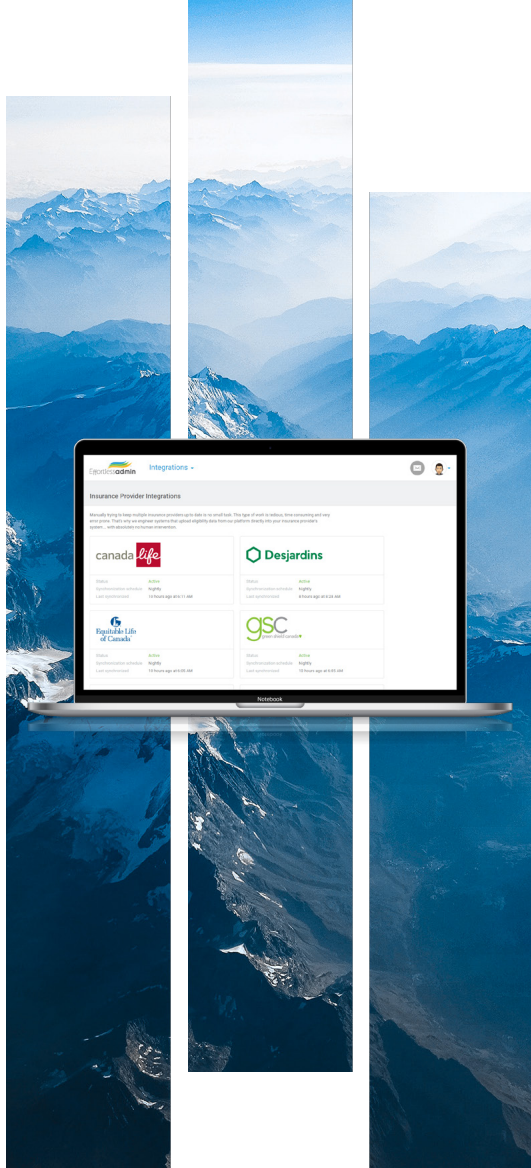 Effortlessadmin
Integrations
Insurance Provider Integrations
Manually trying to keep multiple insurance providers up to date is no small task. This type of work is tedious, time consuming and very
error prone. That's why we engineer systems that upload eligibility data from our platform directly into your insurance provider's
system... with absolutely no human intervention.
canada life
Desjardins
Status Active
Synchronization schedule Nightly
Last synchronized
Status Active
Synchronization schedule Nightly
Last synchronized
Equitable Life
of Canada
gsc
green shield canada
Status Active
Synchronization schedule Nightly
Last synchronized
Status Active
Synchronization schedule Nightly
Last synchronized
Notebook